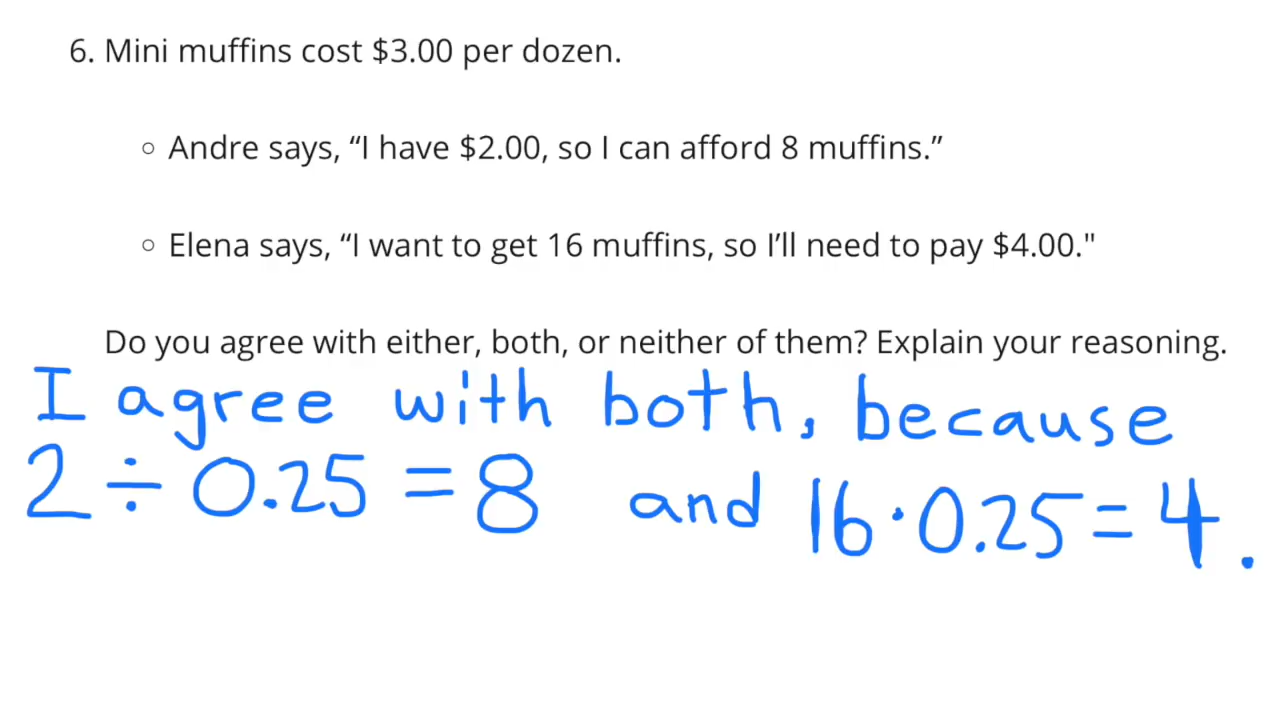 6. Mini muffins cost $3.00 per dozen.
◦ Andre says, “I have $2.00, so I can afford 8 muffins.”
◦ Elena says, “I want to get 16 muffins, so I’ll need to pay $4.00."
Do you agree with either, both, or neither of them? Explain your reasoning.
I agree with both, because
2 ÷ 0.25 = 8 and 16 · 0.25 = 4.